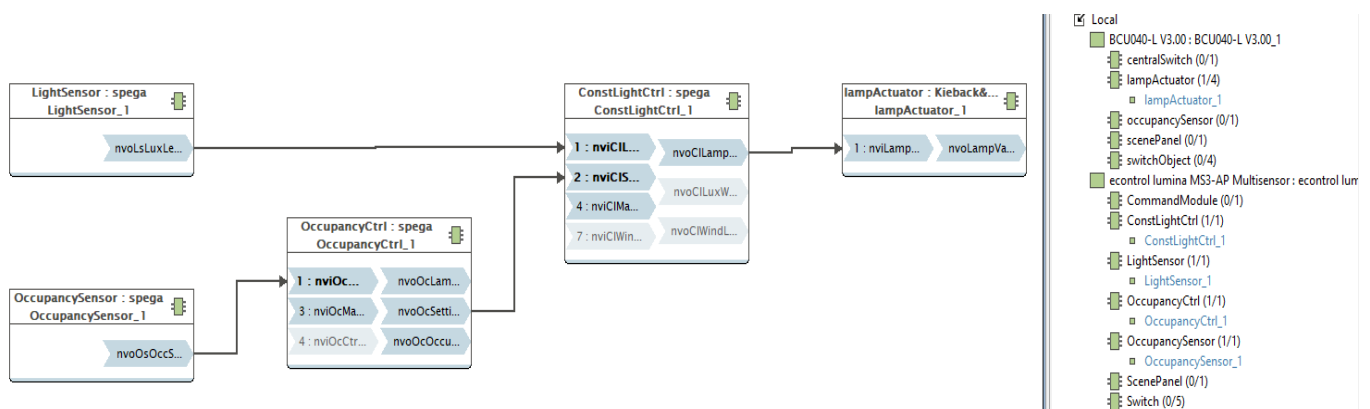 LightSensor : spega
LightSensor_1
nvoLsLuxLe...
OccupancySensor : spega
OccupancySensor_1
nvoOsOccS...
OccupancyCtrl : spega
OccupancyCtrl_1
1 : nviOc...
nvoOcLam...
3 : nviOcMa...
nvoOcSetti...
4 : nviOcCtr...
nvoOcOccu...
ConstLightCtrl : spega
ConstLightCtrl_1
1 : nviClL...
nvoClLamp...
2 : nviClS...
nvoClLuxW...
4 : nviClMa...
7 : nviClWin...
nvoClWindL...
lampActuator : Kieback&...
lampActuator_1
1 : nviLamp...
nvoLampVa...
Local
BCU040-L V3.00 : BCU040-L V3.00_1
centralSwitch (0/1)
lampActuator (1/4)
lampActuator_1
occupancySensor (0/1)
scenePanel (0/1)
switchObject (0/4)
econtrol lumina MS3-AP Multisensor : econtrol lum
CommandModule (0/1)
ConstLightCtrl (1/1)
ConstLightCtrl_1
LightSensor (1/1)
LightSensor_1
OccupancyCtrl (1/1)
OccupancyCtrl_1
OccupancySensor (1/1)
OccupancySensor_1
ScenePanel (0/1)
Switch (0/5)